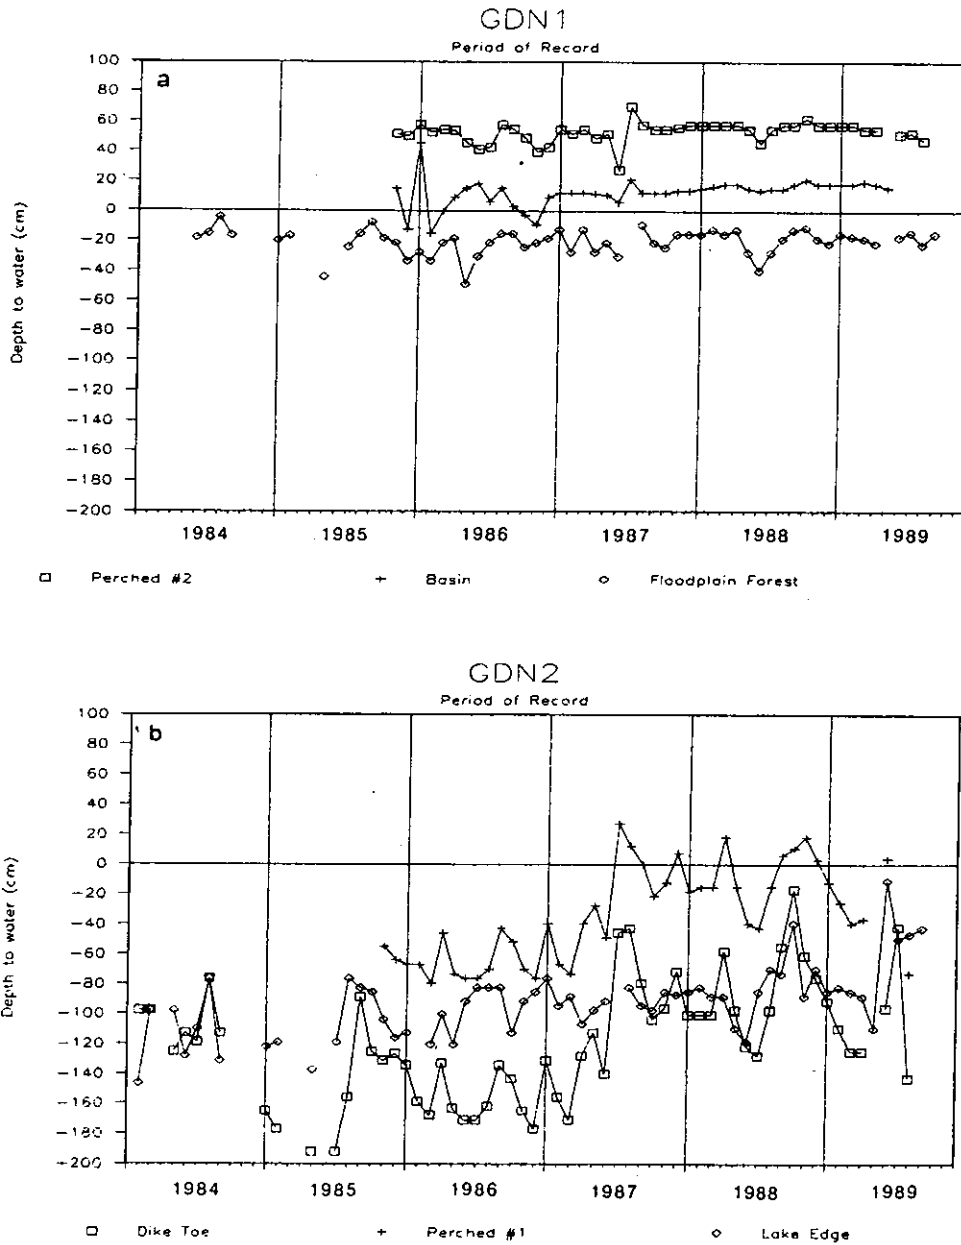 GDN1
Period of Record
a
Depth to water (cm)
100
80
60
40
20
0
-20
-40
-60
-80
-100
-120
-140
-160
-180
-200
1984 1985 1986 1987 1988 1989
Perched #2 Basin Floodplain Forest
GDN2
Period of Record
b
Depth to water (cm)
100
80
60
40
20
0
-20
-40
-60
-80
-100
-120
-140
-160
-180
-200
1984 1985 1986 1987 1988 1989
Dike Toe Perched #1 Lake Edge